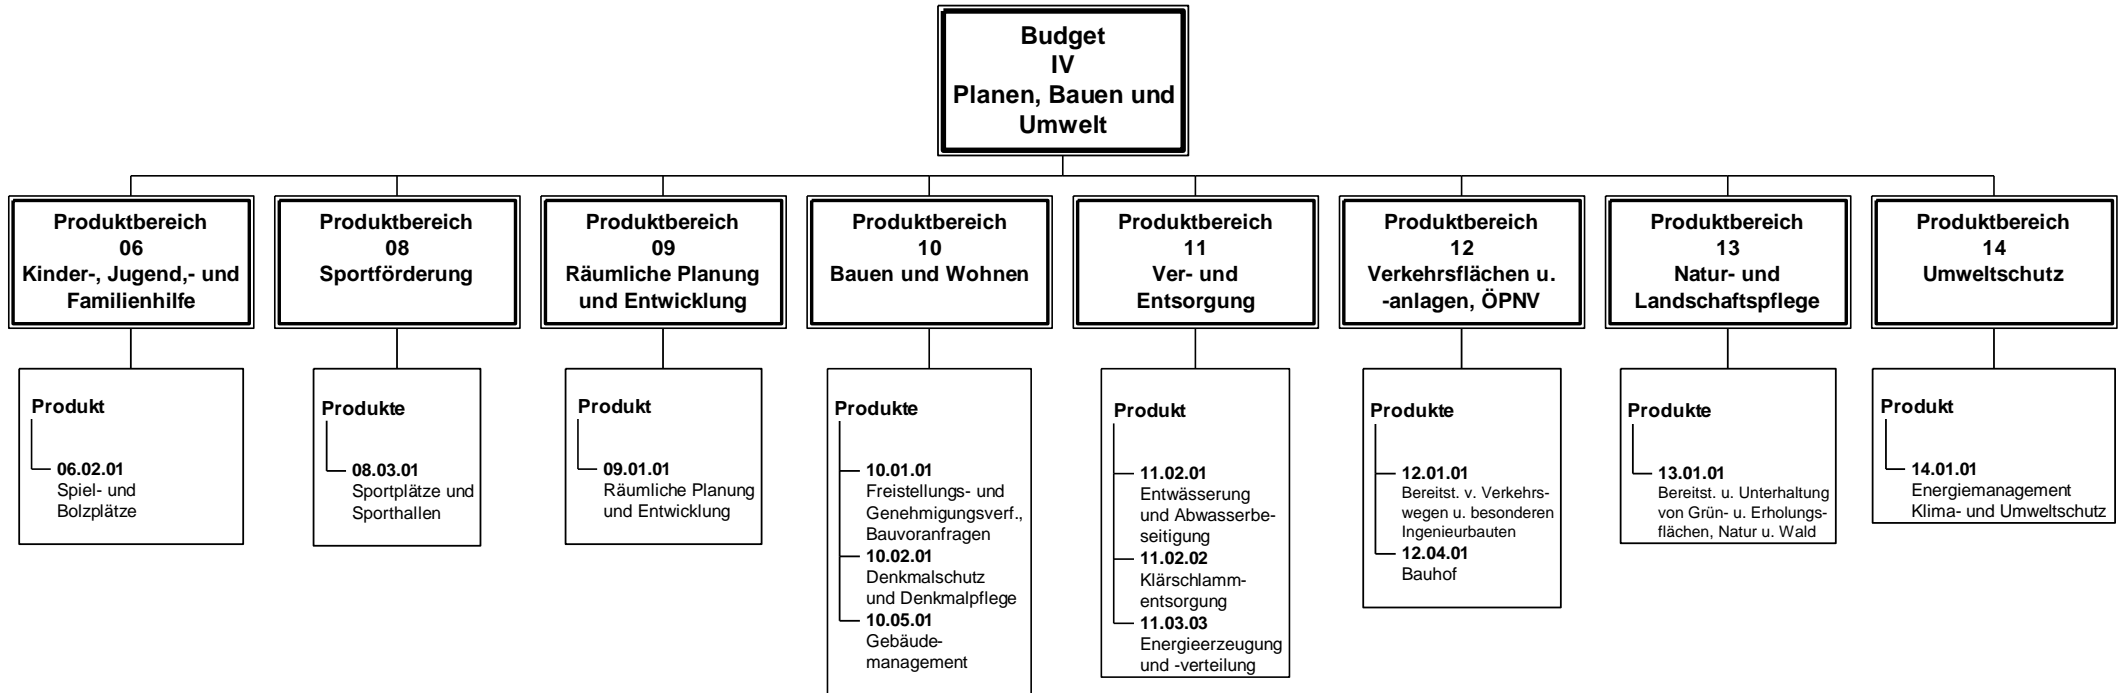 Budget
IV
Planen, Bauen und
Umwelt
Produktbereich
06
Kinder-, Jugend,- und
Familienhilfe
Produktbereich
08
Sportförderung
Produktbereich
09
Räumliche Planung
und Entwicklung
Produktbereich
10
Bauen und Wohnen
Produktbereich
11
Ver- und
Entsorgung
Produktbereich
12
Verkehrsflächen u.
-anlagen, ÖPNV
Produktbereich
13
Natur- und
Landschaftspflege
Produktbereich
14
Umweltschutz
Produkt
06.02.01
Spiel- und
Bolzplätze
Produkte
08.03.01
Sportplätze und
Sporthallen
Produkt
09.01.01
Räumliche Planung
und Entwicklung
Produkte
10.01.01
Freistellungs- und
Genehmigungsverf.,
Bauvoranfragen
10.02.01
Denkmalschutz
und Denkmalpflege
10.05.01
Gebäude-
management
Produkt
11.02.01
Entwässerung
und Abwasserbe-
seitigung
11.02.02
Klärschlamm-
entsorgung
11.03.03
Energieerzeugung
und -verteilung
Produkte
12.01.01
Bereitst. v. Verkehrs-
wegen u. besonderen
Ingenieurbauten
12.04.01
Bauhof
Produkte
13.01.01
Bereitst. u. Unterhaltung
von Grün- u. Erholungs-
flächen, Natur u. Wald
Produkt
14.01.01
Energiemanagement
Klima- und Umweltschutz